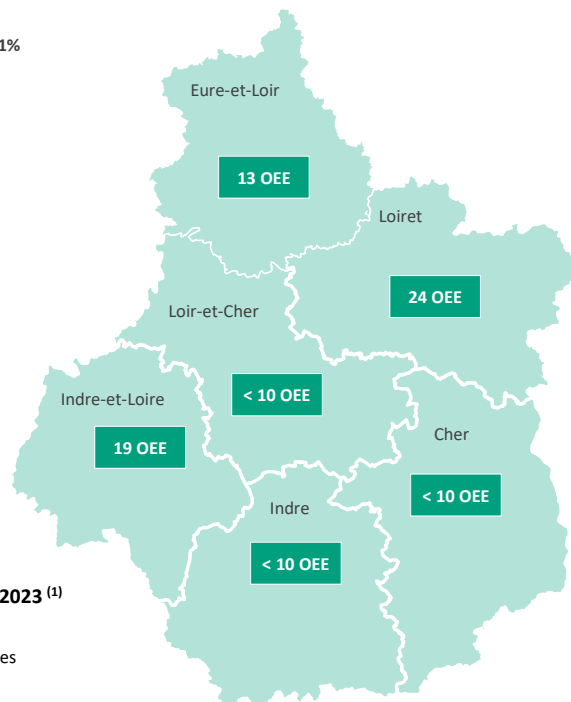 1%
Eure-et-Loir
13 OEE
Loiret
24 OEE
Loir-et-Cher
< 10 OEE
Indre-et-Loire
19 OEE
Cher
< 10 OEE
Indre
< 10 OEE
2023 (1)
es